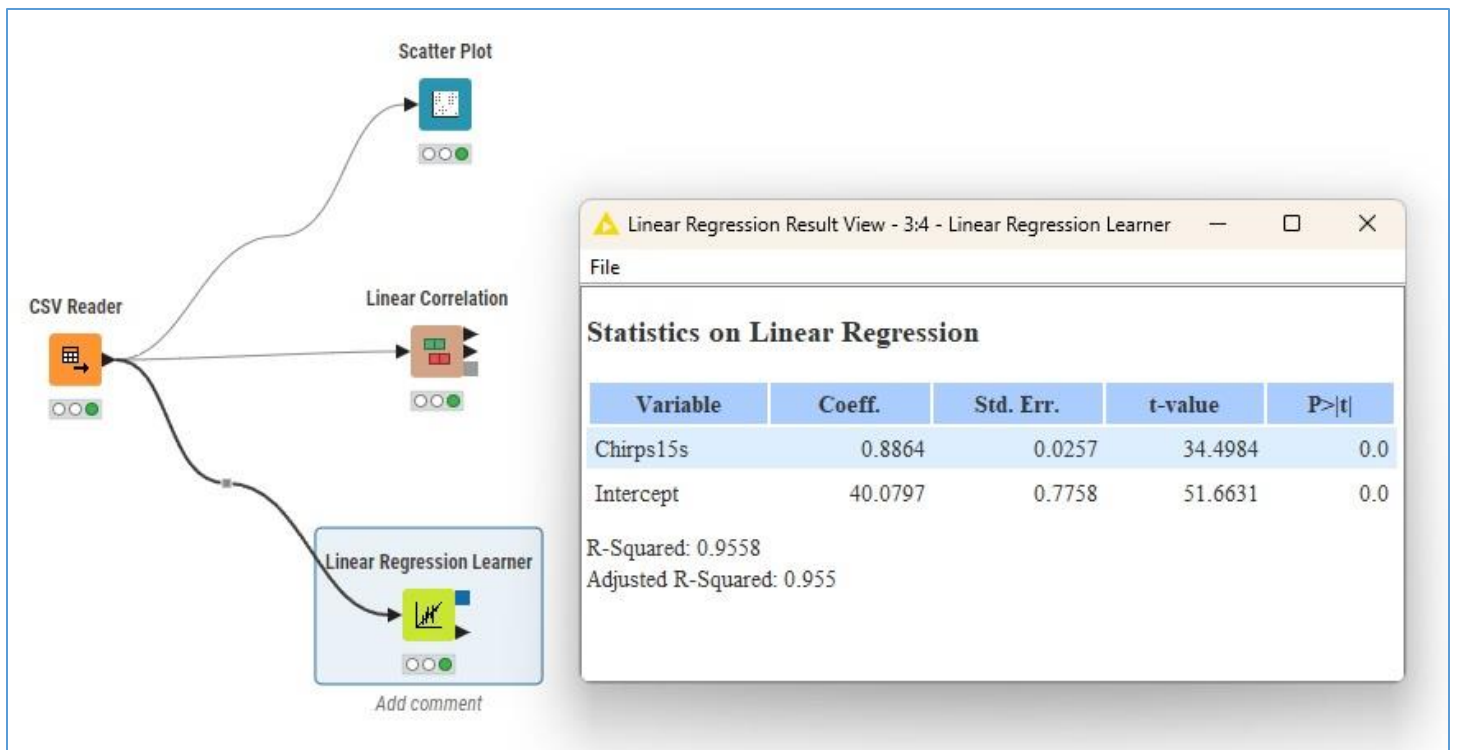 Scatter Plot
CSV Reader
Linear Correlation
Linear Regression Learner
Add comment
Linear Regression Result View - 3:4 - Linear Regression Learner
File
Statistics on Linear Regression
Variable Coeff. Std. Err. t-value P>|t|
Chirps15s 0.8864 0.0257 34.4984 0.0
Intercept 40.0797 0.7758 51.6631 0.0
R-Squared: 0.9558
Adjusted R-Squared: 0.955